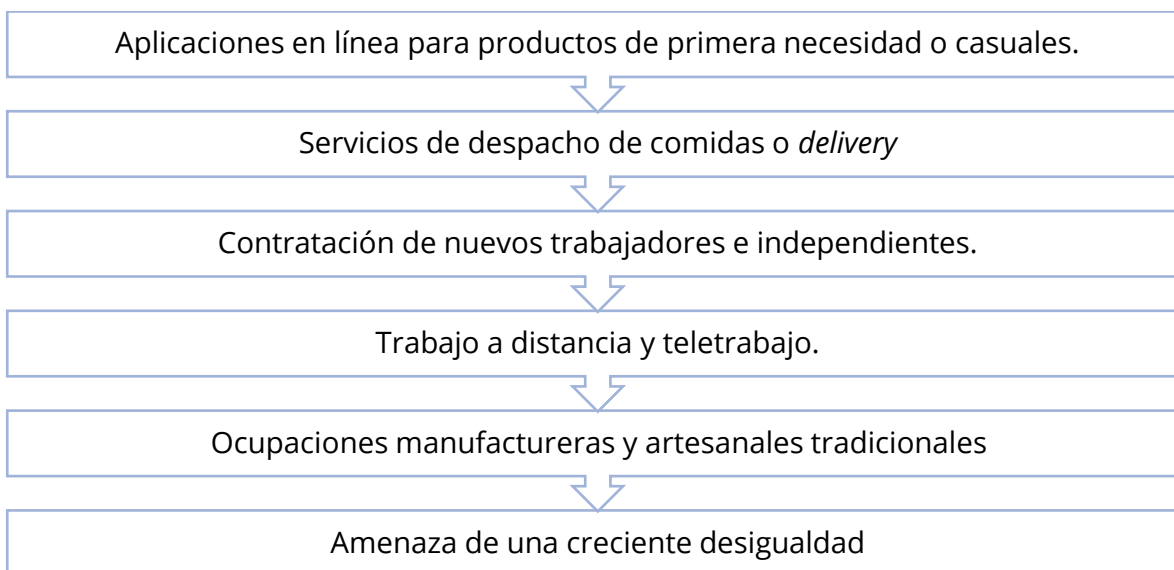 Aplicaciones en línea para productos de primera necesidad o casuales.
Servicios de despacho de comidas o delivery
Contratación de nuevos trabajadores e independientes.
Trabajo a distancia y teletrabajo.
Ocupaciones manufactureras y artesanales tradicionales
Amenaza de una creciente desigualdad